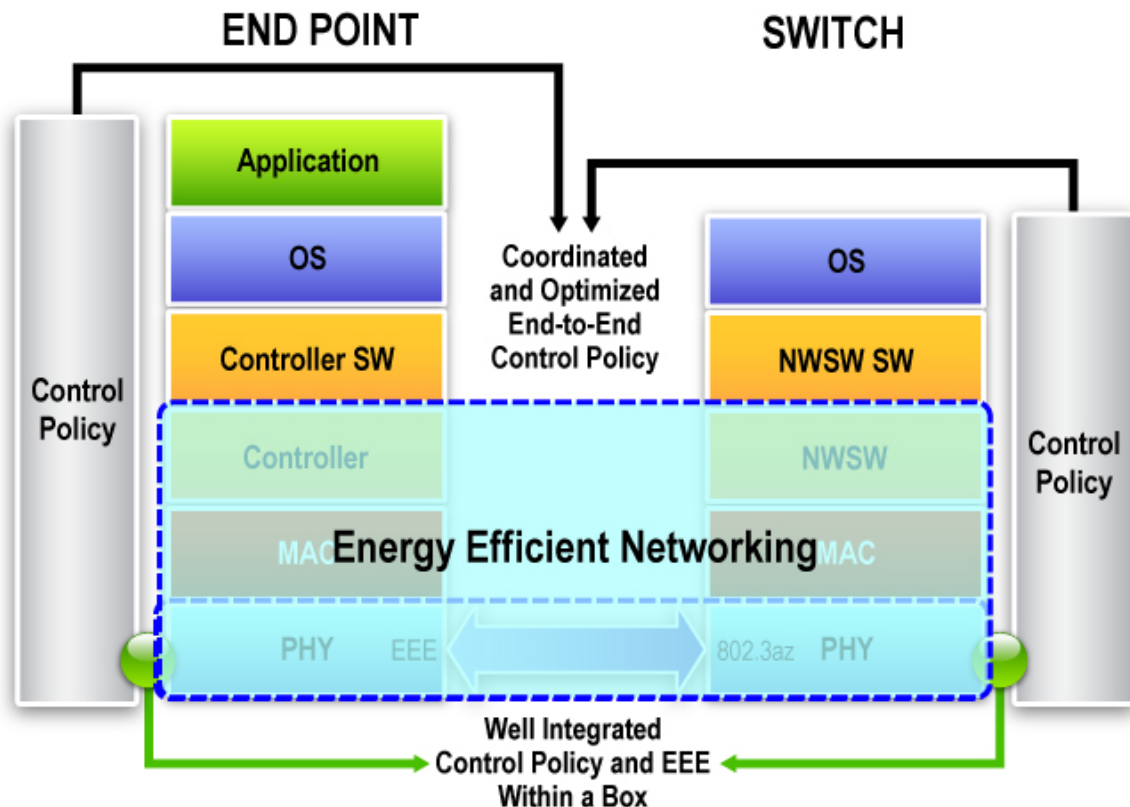 END POINT
SWITCH
Control
Policy
Application
OS
Controller SW
Controller
MAC
PHY
EEE
Coordinated
and Optimized
End-to-End
Control Policy
Energy Efficient Networking
OS
NWSW SW
NWSW
MAC
802.3az
PHY
Control
Policy
Well Integrated
Control Policy and EEE
Within a Box